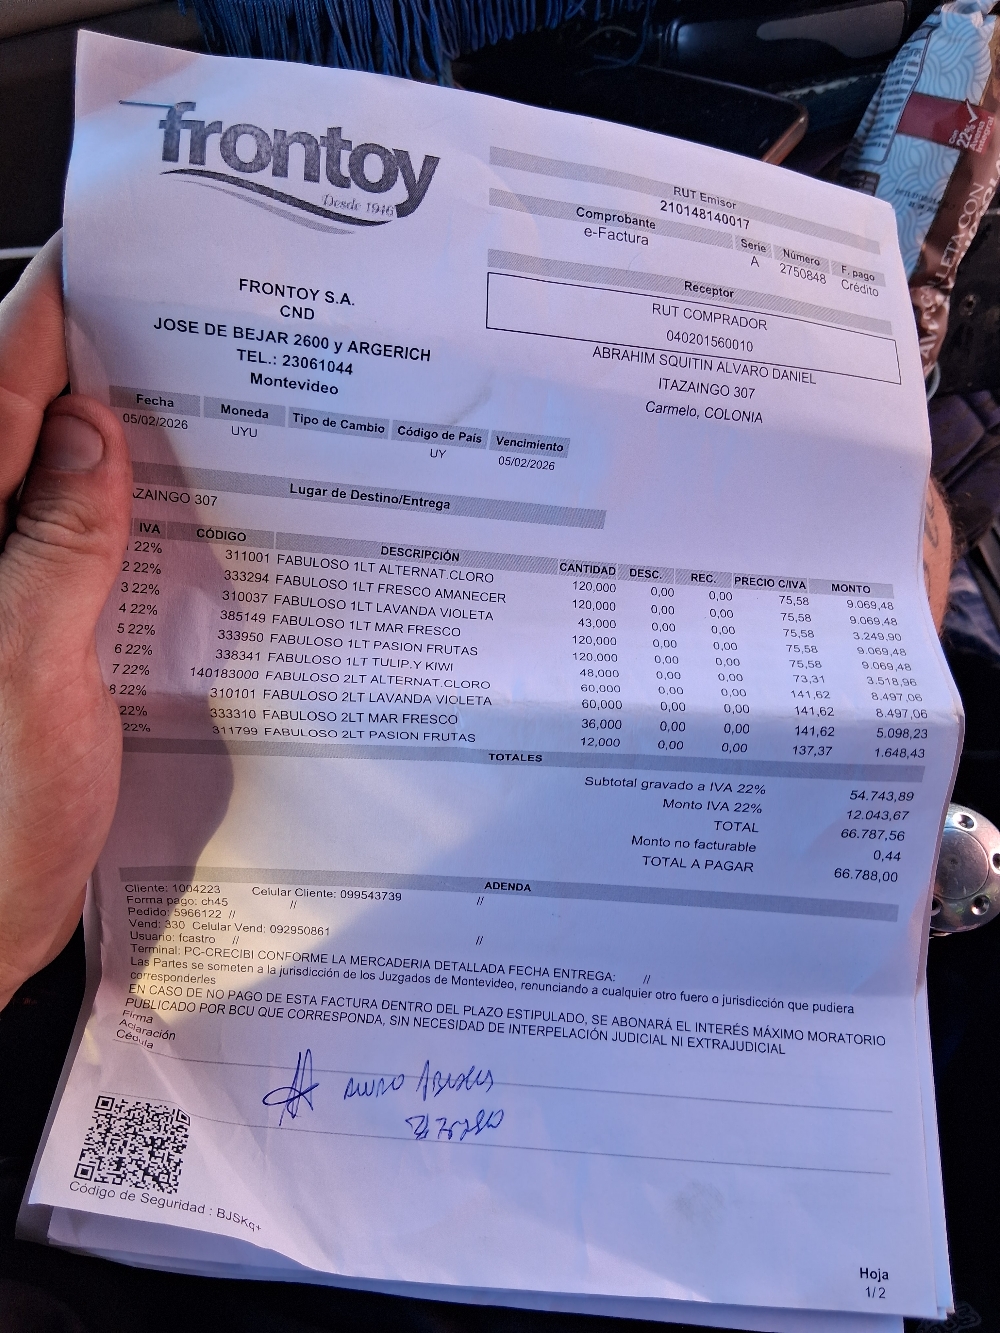 frontoy
Desde 1946
RUT Emisor
210148140017
Comprobante Serie Número F. pago
e-Factura A 2750848 Crédito
Receptor
RUT COMPRADOR
040201560010
ABRAHIM SQUITIN ALVARO DANIEL
ITAZAINGO 307
Carmelo, COLONIA
FRONTOY S.A.
CND
JOSE DE BEJAR 2600 y ARGERICH
TEL.: 23061044
Montevideo
Fecha Moneda Tipo de Cambio Código de País Vencimiento
05/02/2026 UYU UY 05/02/2026
Lugar de Destino/Entrega
ZAINGO 307
IVA CÓDIGO DESCRIPCIÓN CANTIDAD DESC. REC. PRECIO C/IVA MONTO
1 22% 311001 FABULOSO 1LT ALTERNAT.CLORO 120,000 0,00 0,00 75,58 9.069,48
2 22% 333294 FABULOSO 1LT FRESCO AMANECER 120,000 0,00 0,00 75,58 9.069,48
3 22% 310037 FABULOSO 1LT LAVANDA VIOLETA 43,000 0,00 0,00 75,58 3.249,90
4 22% 385149 FABULOSO 1LT MAR FRESCO 120,000 0,00 0,00 75,58 9.069,48
5 22% 333950 FABULOSO 1LT PASION FRUTAS 120,000 0,00 0,00 75,58 9.069,48
6 22% 338341 FABULOSO 1LT TULIP.Y KIWI 48,000 0,00 0,00 73,31 3.518,96
7 22% 140183000 FABULOSO 2LT ALTERNAT.CLORO 60,000 0,00 0,00 141,62 8.497,06
8 22% 310101 FABULOSO 2LT LAVANDA VIOLETA 60,000 0,00 0,00 141,62 8.497,06
22% 333310 FABULOSO 2LT MAR FRESCO 36,000 0,00 0,00 141,62 5.098,23
22% 311799 FABULOSO 2LT PASION FRUTAS 12,000 0,00 0,00 137,37 1.648,43
TOTALES
Subtotal gravado a IVA 22% 54.743,89
Monto IVA 22% 12.043,67
TOTAL 66.787,56
Monto no facturable 0,44
TOTAL A PAGAR 66.788,00
ADENDA
Cliente: 1004223 Celular Cliente: 099543739
Forma pago: ch45 // //
Pedido: 5966122 //
Vend: 330 Celular Vend: 092950861
Usuario: fcastro // //
Terminal: PC-CRECIBI CONFORME LA MERCADERIA DETALLADA FECHA ENTREGA: //
Las Partes se someten a la jurisdicción de los Juzgados de Montevideo, renunciando a cualquier otro fuero o jurisdicción que pudiera
corresponderles
EN CASO DE NO PAGO DE ESTA FACTURA DENTRO DEL PLAZO ESTIPULADO, SE ABONARÁ EL INTERÉS MÁXIMO MORATORIO
PUBLICADO POR BCU QUE CORRESPONDA, SIN NECESIDAD DE INTERPELACIÓN JUDICIAL NI EXTRAJUDICIAL
Firma
Aclaración
Cédula
Código de Seguridad : BJSKq+
Hoja
1/2
22%